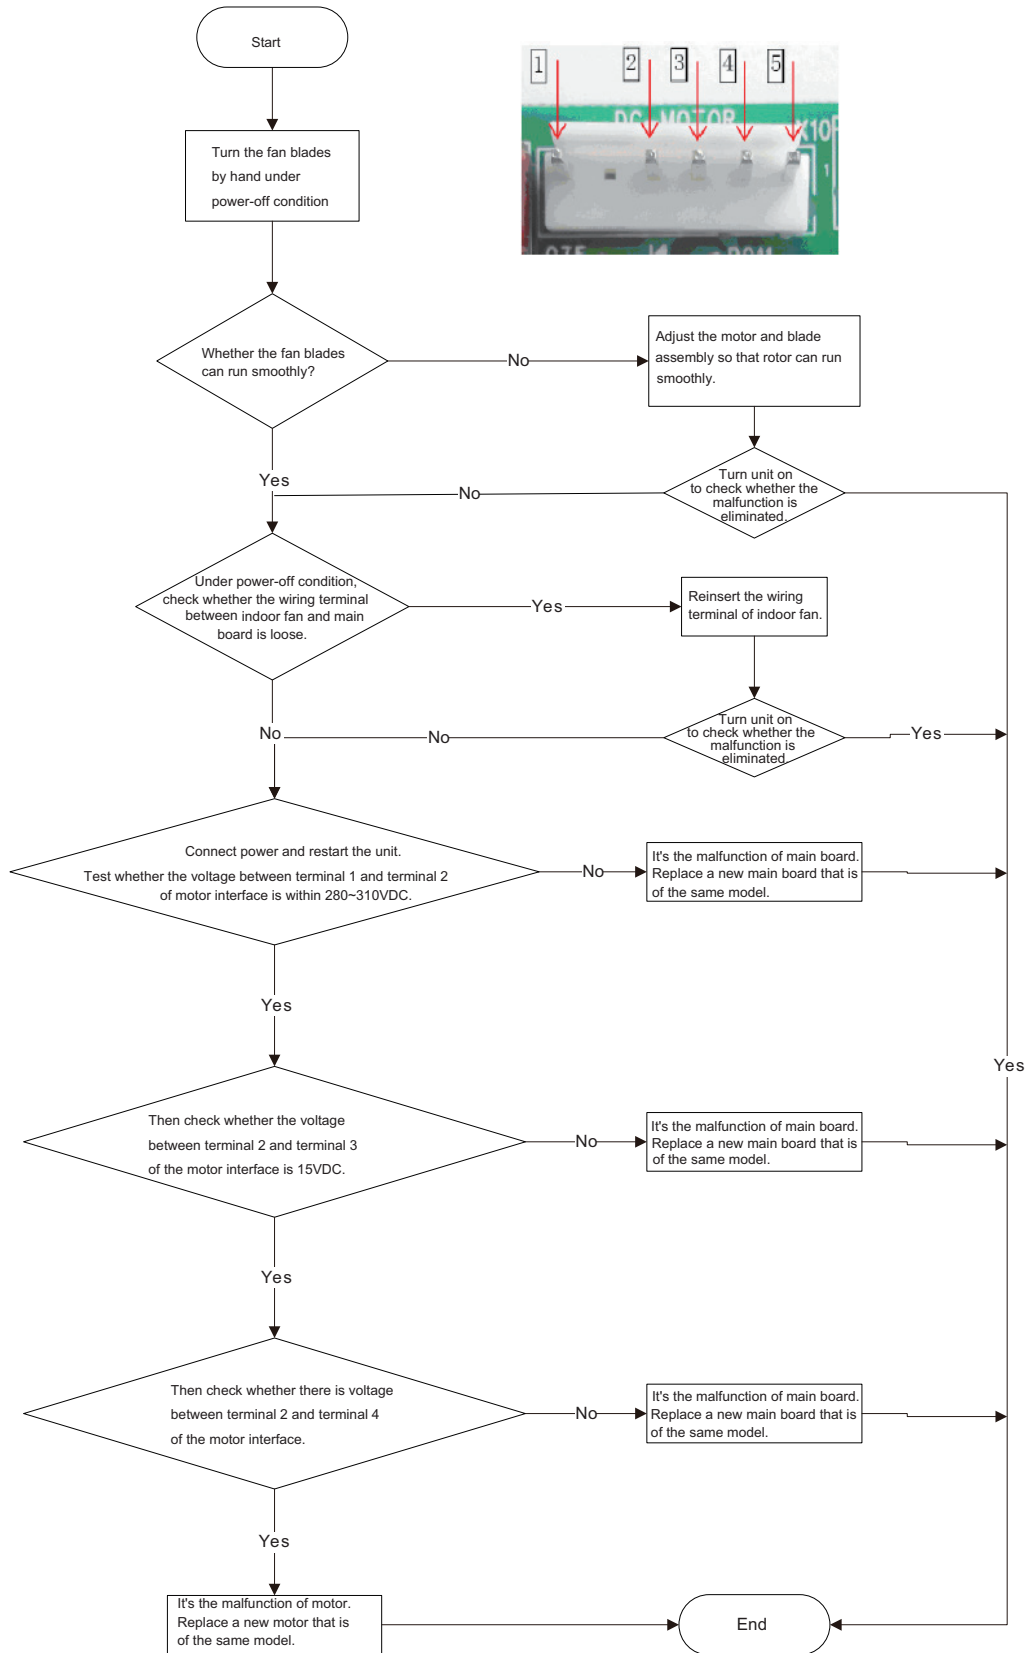 Start
1
2
3
4
5
DC MOTOR
1
Turn the fan blades
by hand under
power-off condition
Whether the fan blades
can run smoothly?
No
Adjust the motor and blade
assembly so that rotor can run
smoothly.
Yes
No
Turn unit on
to check whether the
malfunction is
eliminated.
Under power-off condition,
check whether the wiring terminal
between indoor fan and main
board is loose.
Yes
Reinsert the wiring
terminal of indoor fan.
No
No
Turn unit on
to check whether the
malfunction is
eliminated
Yes
Connect power and restart the unit.
Test whether the voltage between terminal 1 and terminal 2
of motor interface is within 280~310VDC.
No
It's the malfunction of main board.
Replace a new main board that is
of the same model.
Yes
Yes
Then check whether the voltage
between terminal 2 and terminal 3
of the motor interface is 15VDC.
No
It's the malfunction of main board.
Replace a new main board that is
of the same model.
Yes
Then check whether there is voltage
between terminal 2 and terminal 4
of the motor interface.
No
It's the malfunction of main board.
Replace a new main board that is
of the same model.
Yes
It's the malfunction of motor.
Replace a new motor that is
of the same model.
End